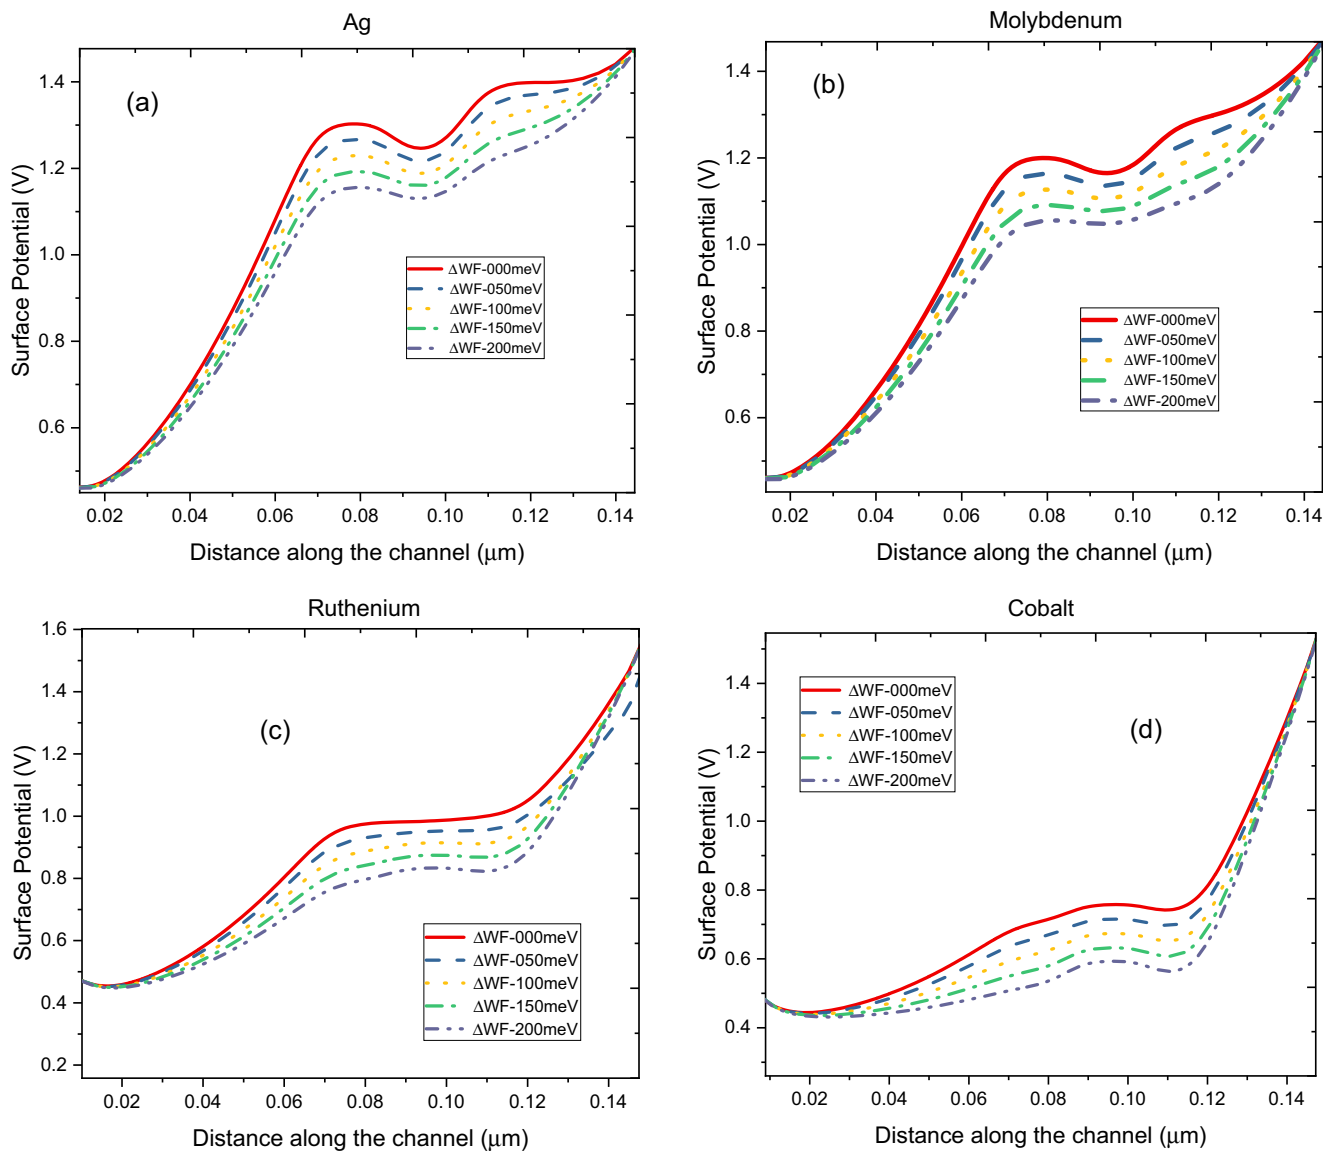 Ag
(a)
Surface Potential (V)
1.4
1.2
1.0
0.8
0.6
ΔWF-000meV
ΔWF-050meV
ΔWF-100meV
ΔWF-150meV
ΔWF-200meV
0.02 0.04 0.06 0.08 0.10 0.12 0.14
Distance along the channel (μm)
Molybdenum
(b)
Surface Potential (V)
1.4
1.2
1.0
0.8
0.6
ΔWF-000meV
ΔWF-050meV
ΔWF-100meV
ΔWF-150meV
ΔWF-200meV
0.02 0.04 0.06 0.08 0.10 0.12 0.14
Distance along the channel (μm)
Ruthenium
(c)
Surface Potential (V)
1.6
1.4
1.2
1.0
0.8
0.6
0.4
0.2
ΔWF-000meV
ΔWF-050meV
ΔWF-100meV
ΔWF-150meV
ΔWF-200meV
0.02 0.04 0.06 0.08 0.10 0.12 0.14
Distance along the channel (μm)
Cobalt
(d)
Surface Potential (V)
1.4
1.2
1.0
0.8
0.6
0.4
ΔWF-000meV
ΔWF-050meV
ΔWF-100meV
ΔWF-150meV
ΔWF-200meV
0.02 0.04 0.06 0.08 0.10 0.12 0.14
Distance along the channel (μm)